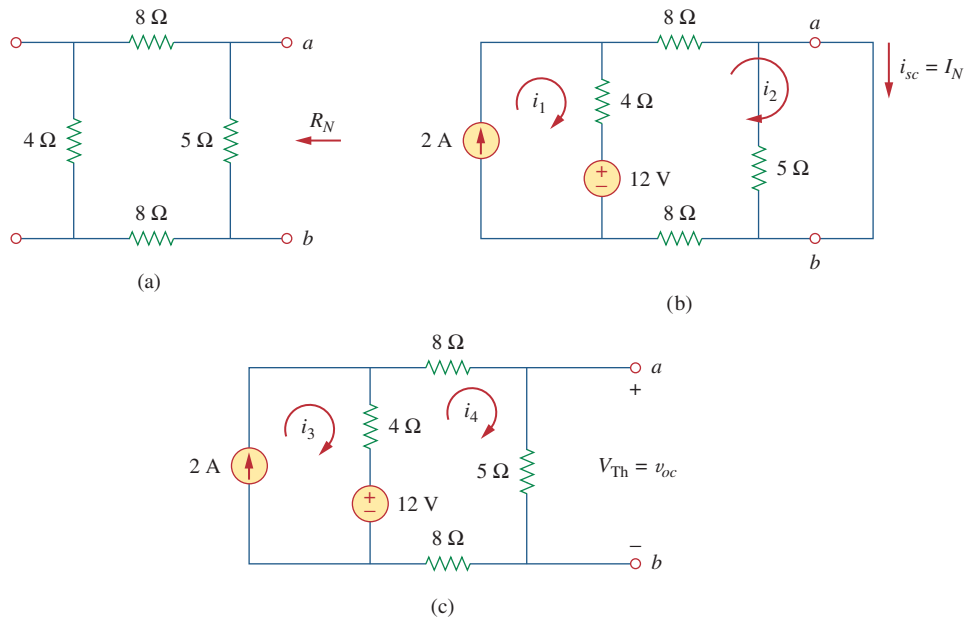 8 Ω
a
4 Ω
5 Ω
R_N
8 Ω
b
(a)
a
8 Ω
i_sc = I_N
i_1
4 Ω
i_2
2 A
5 Ω
+
−
12 V
8 Ω
b
(b)
8 Ω
a
+
i_3
4 Ω
i_4
2 A
5 Ω
V_Th = v_oc
+
−
12 V
8 Ω
−
b
(c)